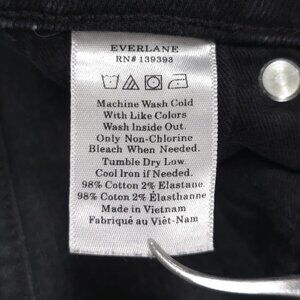 EVERLANE
RN# 139393
Machine Wash Cold
With Like Colors
Wash Inside Out.
Only Non-Chlorine
Bleach When Needed.
Tumble Dry Low.
Cool Iron if Needed.
98% Cotton 2% Elastane.
98% Cotton 2% Élasthanne
Made in Vietnam
Fabriqué au Viêt-Nam